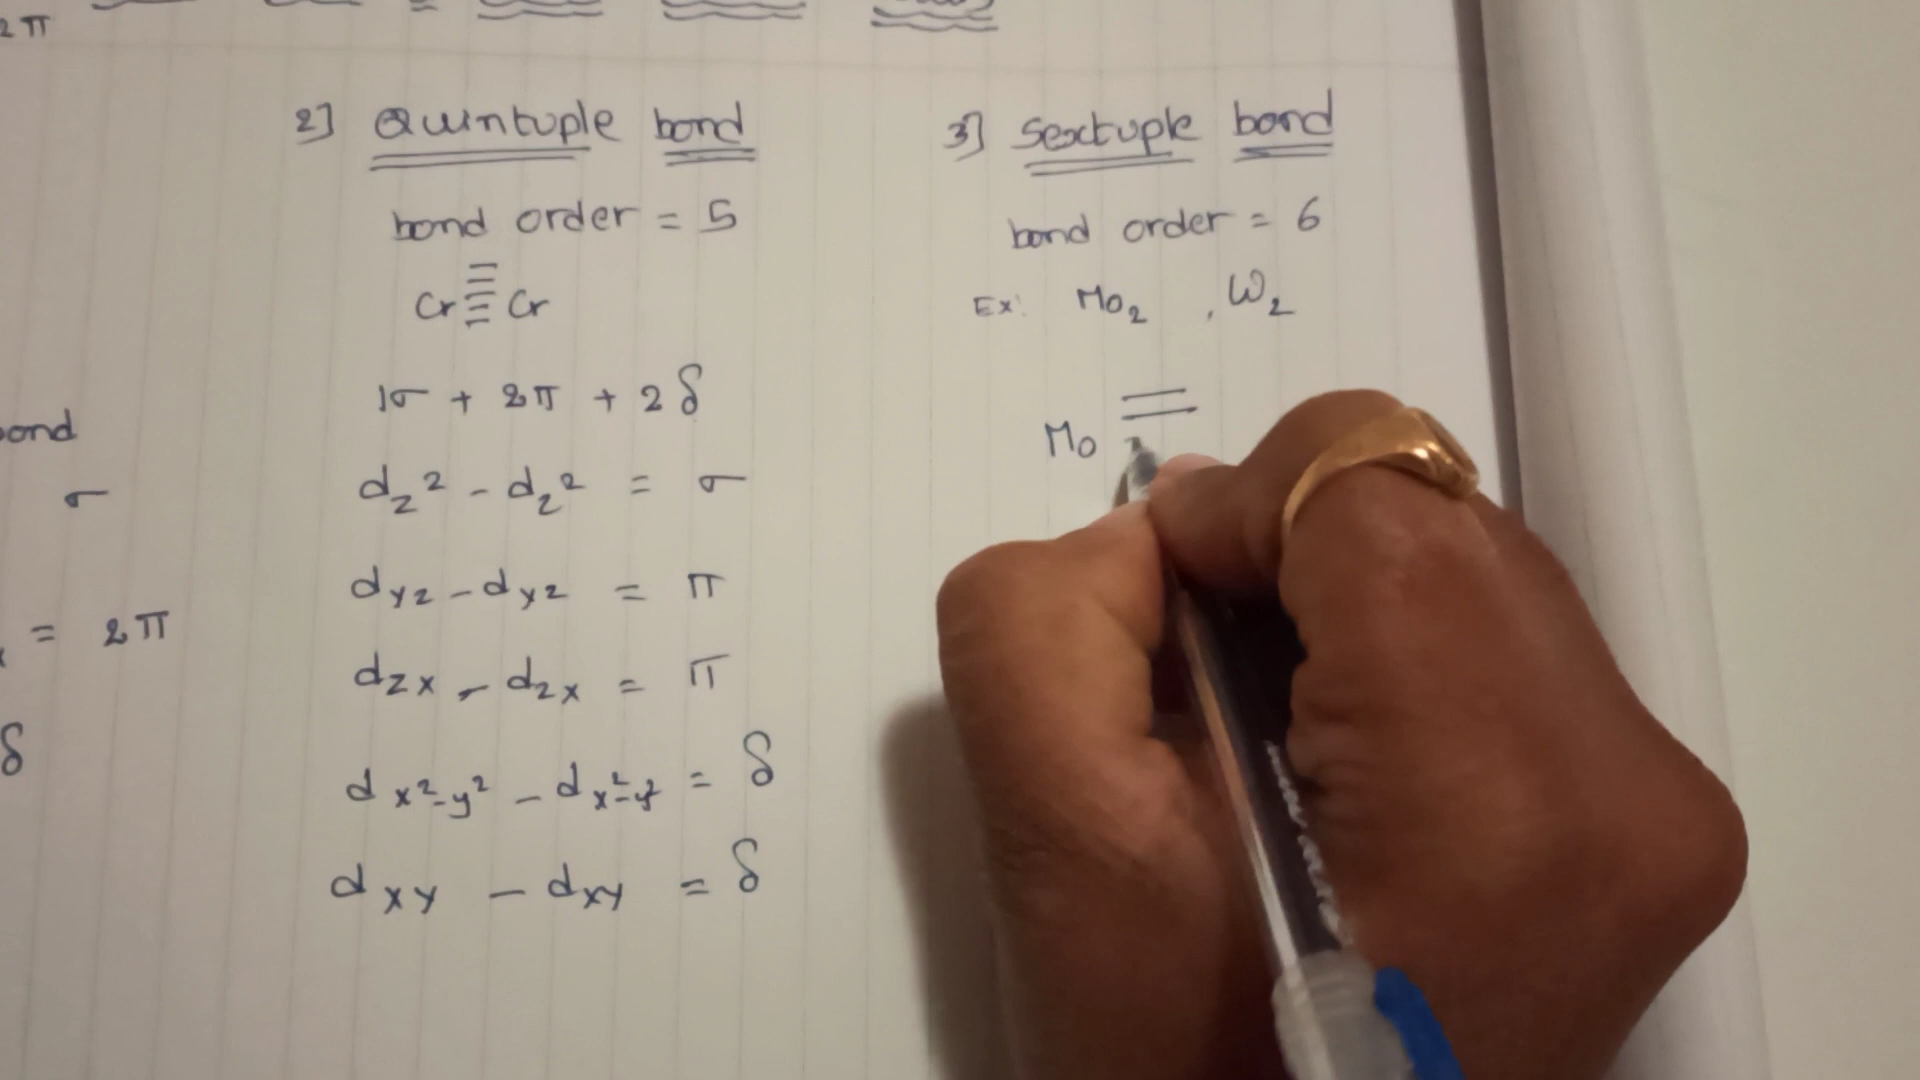 2π
2] Quintuple bond
bond order = 5
Cr Cr
1σ + 2π + 2δ
dz² - dz² = σ
dyz - dyz = π
dzx - dzx = π
dx²-y² - dx²-y² = δ
dxy - dxy = δ
3] Sextuple bond
bond order = 6
Ex: Mo₂ , W₂
Mo
σ
= 2π
δ